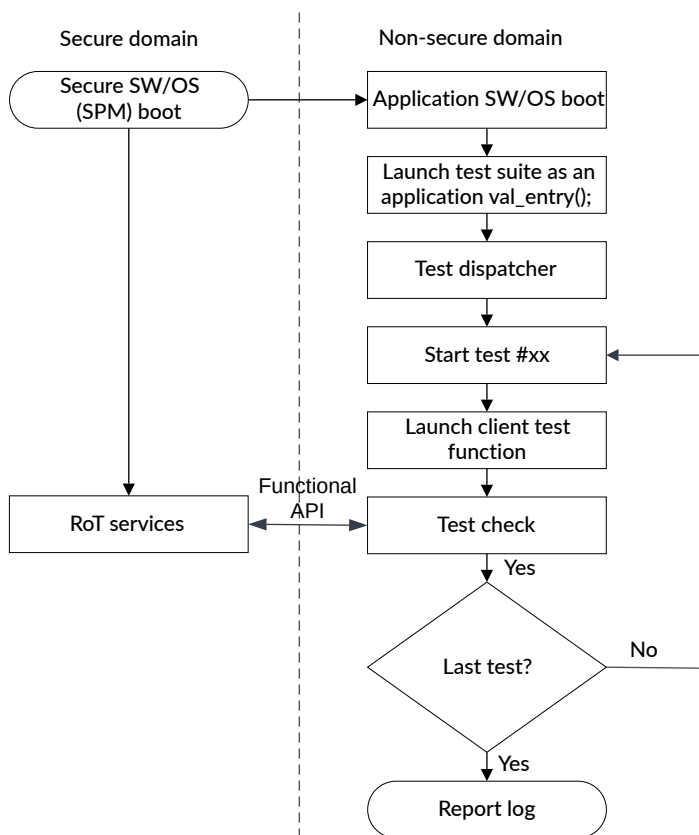 Secure domain
Non-secure domain
Secure SW/OS
(SPM) boot
Application SW/OS boot
Launch test suite as an
application val_entry();
Test dispatcher
Start test #xx
Launch client test
function
Functional
API
RoT services
Test check
Yes
Last test?
No
Yes
Report log